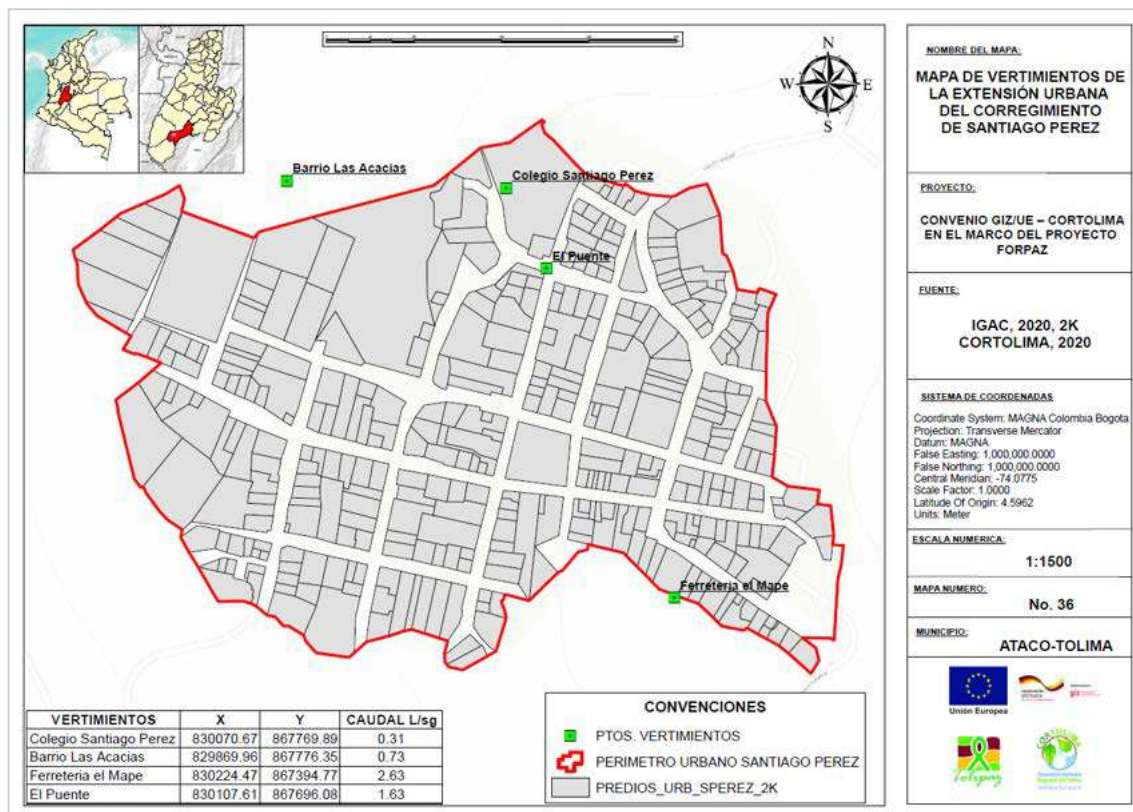 N
W E
S
Barrio Las Acacias
Colegio Santiago Perez
El Puente
Ferreteria el Mape
VERTIMIENTOS X Y CAUDAL L/sg
Colegio Santiago Perez 830070.67 867769.89 0.31
Barrio Las Acacias 829869.96 867776.35 0.73
Ferreteria el Mape 830224.47 867394.77 2.63
El Puente 830107.61 867696.08 1.63
CONVENCIONES
PTOS. VERTIMIENTOS
PERIMETRO URBANO SANTIAGO PEREZ
PREDIOS_URB_SPEREZ_2K
NOMBRE DEL MAPA:
MAPA DE VERTIMIENTOS DE
LA EXTENSIÓN URBANA
DEL CORREGIMIENTO
DE SANTIAGO PEREZ
PROYECTO:
CONVENIO GIZ/UE – CORTOLIMA
EN EL MARCO DEL PROYECTO
FORPAZ
FUENTE:
IGAC, 2020, 2K
CORTOLIMA, 2020
SISTEMA DE COORDENADAS
Coordinate System: MAGNA Colombia Bogota
Projection: Transverse Mercator
Datum: MAGNA
False Easting: 1,000,000.0000
False Northing: 1,000,000.0000
Central Meridian: -74.0775
Scale Factor: 1.0000
Latitude Of Origin: 4.5962
Units: Meter
ESCALA NUMERICA:
1:1500
MAPA NUMERO:
No. 36
MUNICIPIO:
ATACO-TOLIMA
Unión Europea
giz
Tolipaz
CORTOLIMA